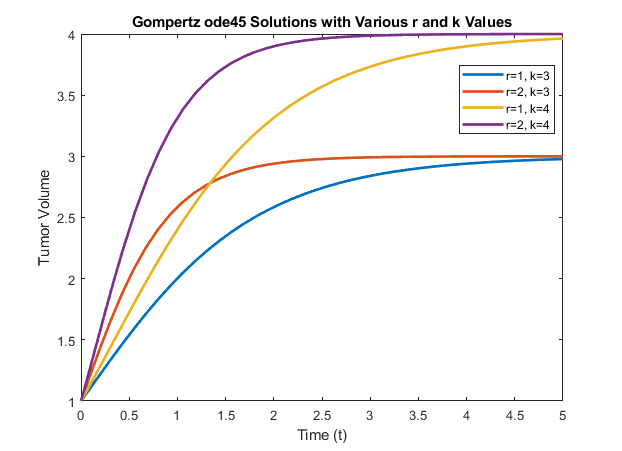 Gompertz ode45 Solutions with Various r and k Values
4
3.5
3
2.5
2
1.5
1
Tumor Volume
r=1, k=3
r=2, k=3
r=1, k=4
r=2, k=4
0 0.5 1 1.5 2 2.5 3 3.5 4 4.5 5
Time (t)